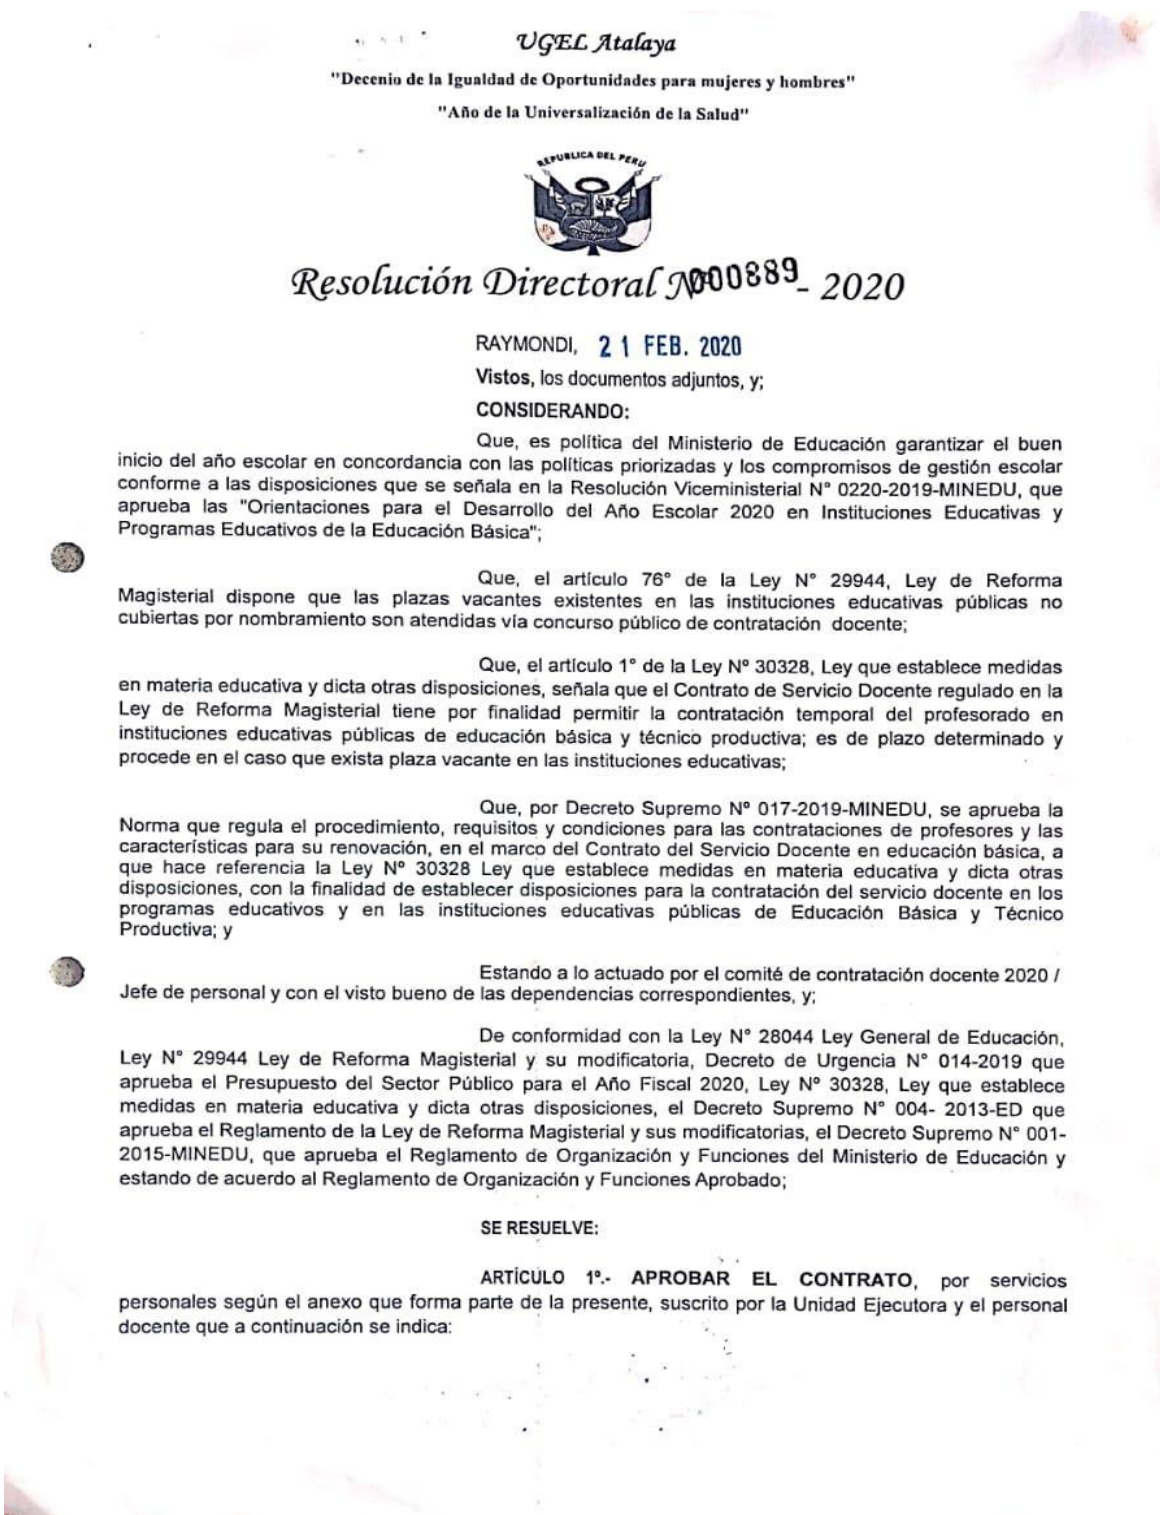 UGEL Atalaya
"Decenio de la Igualdad de Oportunidades para mujeres y hombres"
"Año de la Universalización de la Salud"
REPUBLICA DEL PERU
Resolución Directoral Nº000889- 2020
RAYMONDI, 21 FEB. 2020
Vistos, los documentos adjuntos, y;
CONSIDERANDO:
Que, es política del Ministerio de Educación garantizar el buen
inicio del año escolar en concordancia con las políticas priorizadas y los compromisos de gestión escolar
conforme a las disposiciones que se señala en la Resolución Viceministerial N° 0220-2019-MINEDU, que
aprueba las "Orientaciones para el Desarrollo del Año Escolar 2020 en Instituciones Educativas y
Programas Educativos de la Educación Básica";
Que, el artículo 76° de la Ley N° 29944, Ley de Reforma
Magisterial dispone que las plazas vacantes existentes en las instituciones educativas públicas no
cubiertas por nombramiento son atendidas vía concurso público de contratación docente;
Que, el artículo 1° de la Ley Nº 30328, Ley que establece medidas
en materia educativa y dicta otras disposiciones, señala que el Contrato de Servicio Docente regulado en la
Ley de Reforma Magisterial tiene por finalidad permitir la contratación temporal del profesorado en
instituciones educativas públicas de educación básica y técnico productiva; es de plazo determinado y
procede en el caso que exista plaza vacante en las instituciones educativas;
Que, por Decreto Supremo Nº 017-2019-MINEDU, se aprueba la
Norma que regula el procedimiento, requisitos y condiciones para las contrataciones de profesores y las
características para su renovación, en el marco del Contrato del Servicio Docente en educación básica, a
que hace referencia la Ley Nº 30328 Ley que establece medidas en materia educativa y dicta otras
disposiciones, con la finalidad de establecer disposiciones para la contratación del servicio docente en los
programas educativos y en las instituciones educativas públicas de Educación Básica y Técnico
Productiva; y
Estando a lo actuado por el comité de contratación docente 2020 /
Jefe de personal y con el visto bueno de las dependencias correspondientes, y;
De conformidad con la Ley N° 28044 Ley General de Educación,
Ley N° 29944 Ley de Reforma Magisterial y su modificatoria, Decreto de Urgencia N° 014-2019 que
aprueba el Presupuesto del Sector Público para el Año Fiscal 2020, Ley Nº 30328, Ley que establece
medidas en materia educativa y dicta otras disposiciones, el Decreto Supremo N° 004- 2013-ED que
aprueba el Reglamento de la Ley de Reforma Magisterial y sus modificatorias, el Decreto Supremo N° 001-
2015-MINEDU, que aprueba el Reglamento de Organización y Funciones del Ministerio de Educación y
estando de acuerdo al Reglamento de Organización y Funciones Aprobado;
SE RESUELVE:
ARTÍCULO 1º.- APROBAR EL CONTRATO, por servicios
personales según el anexo que forma parte de la presente, suscrito por la Unidad Ejecutora y el personal
docente que a continuación se indica: